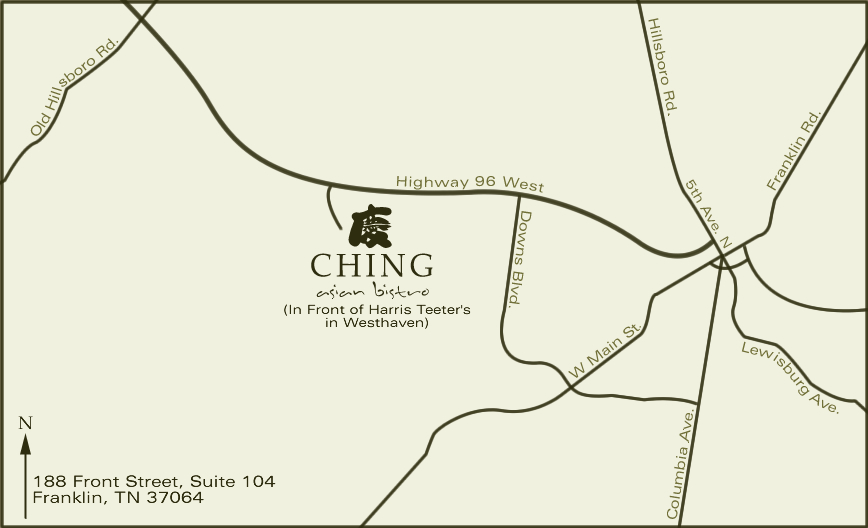 Old Hillsboro Rd.
Hillsboro Rd.
Franklin Rd.
Highway 96 West
5th Ave. N
Downs Blvd.
慶
CHING
asian bistro
(In Front of Harris Teeter's
in Westhaven)
W Main St.
Lewisburg Ave.
Columbia Ave.
N
188 Front Street, Suite 104
Franklin, TN 37064